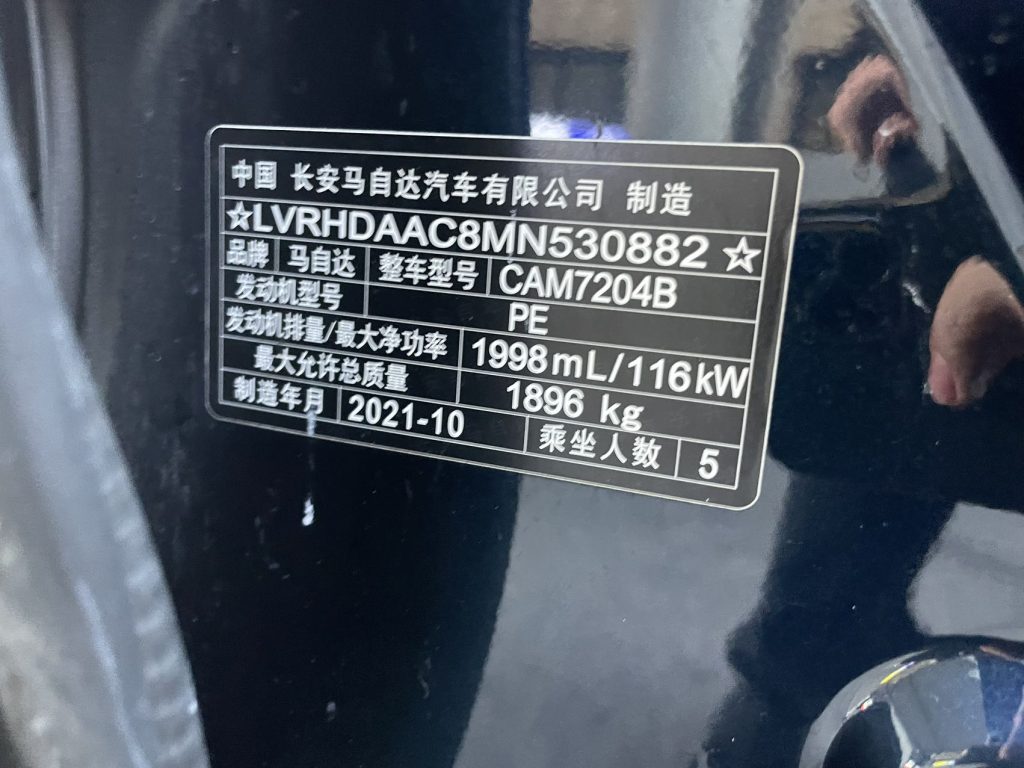 中国 长安马自达汽车有限公司 制造
☆LVRHDAAC8MN530882☆
品牌 马自达 整车型号 CAM7204B
发动机型号 PE
发动机排量/最大净功率 1998mL/116kW
最大允许总质量 1896 kg
制造年月 2021-10 乘坐人数 5